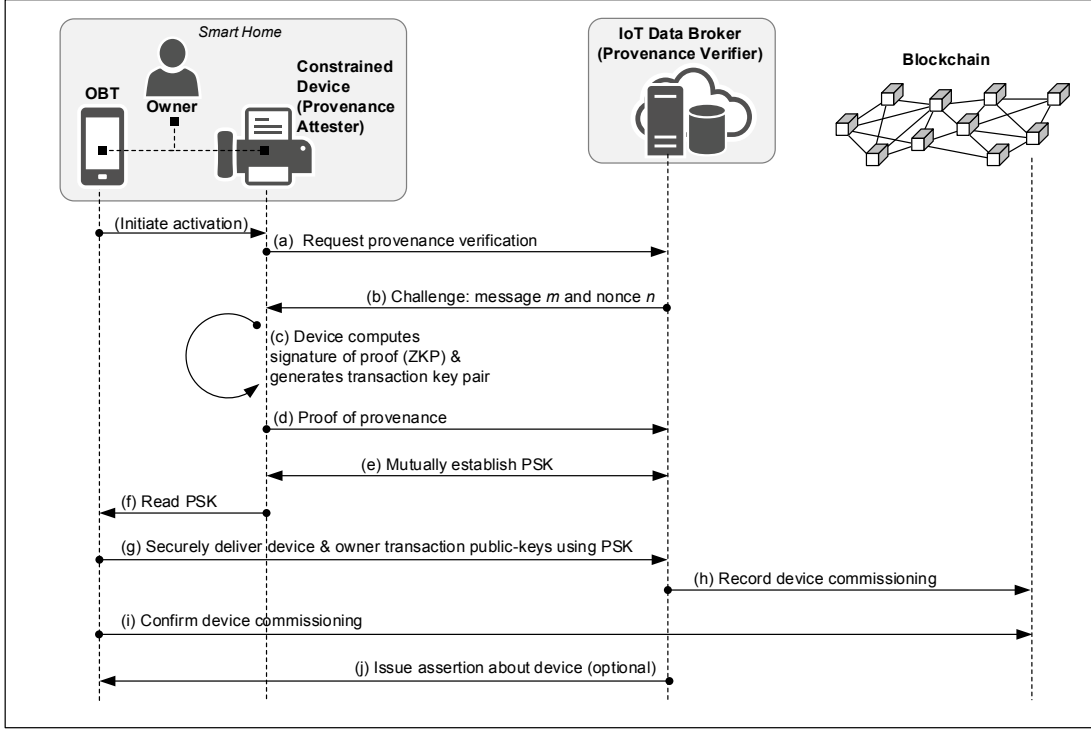 Smart Home
OBT
Owner
Constrained
Device
(Provenance
Attester)
IoT Data Broker
(Provenance Verifier)
Blockchain
(Initiate activation)
(a) Request provenance verification
(b) Challenge: message m and nonce n
(c) Device computes
signature of proof (ZKP) &
generates transaction key pair
(d) Proof of provenance
(e) Mutually establish PSK
(f) Read PSK
(g) Securely deliver device & owner transaction public-keys using PSK
(h) Record device commissioning
(i) Confirm device commissioning
(j) Issue assertion about device (optional)